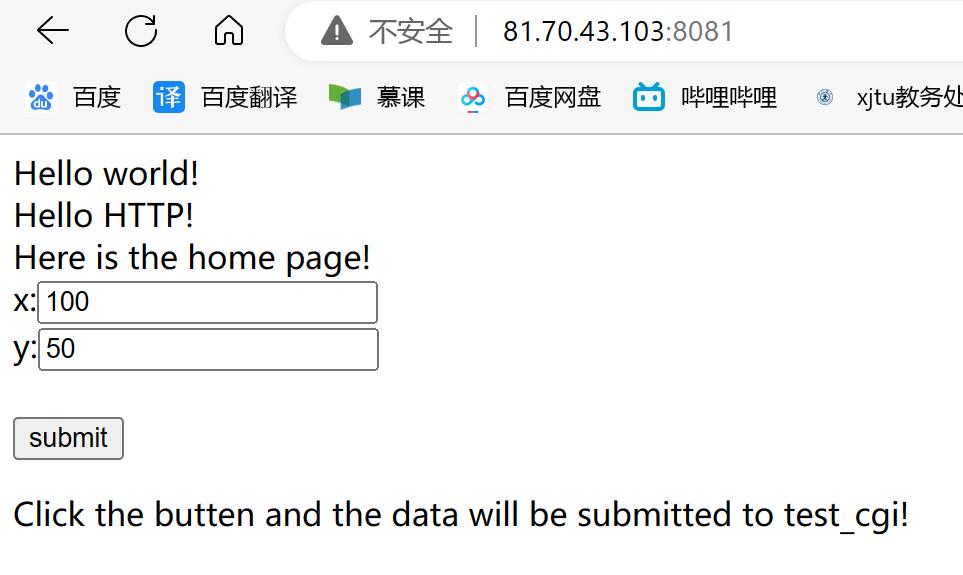 不安全 81.70.43.103:8081
百度 译 百度翻译 慕课 百度网盘 哔哩哔哩 xjtu教务处
Hello world!
Hello HTTP!
Here is the home page!
x:100
y:50
submit
Click the butten and the data will be submitted to test_cgi!